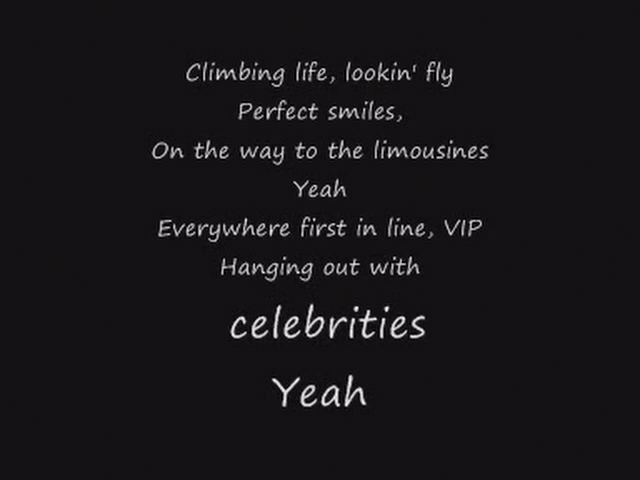 Climbing life, lookin' fly
Perfect smiles,
On the way to the limousines
Yeah
Everywhere first in line, VIP
Hanging out with
celebrities
Yeah